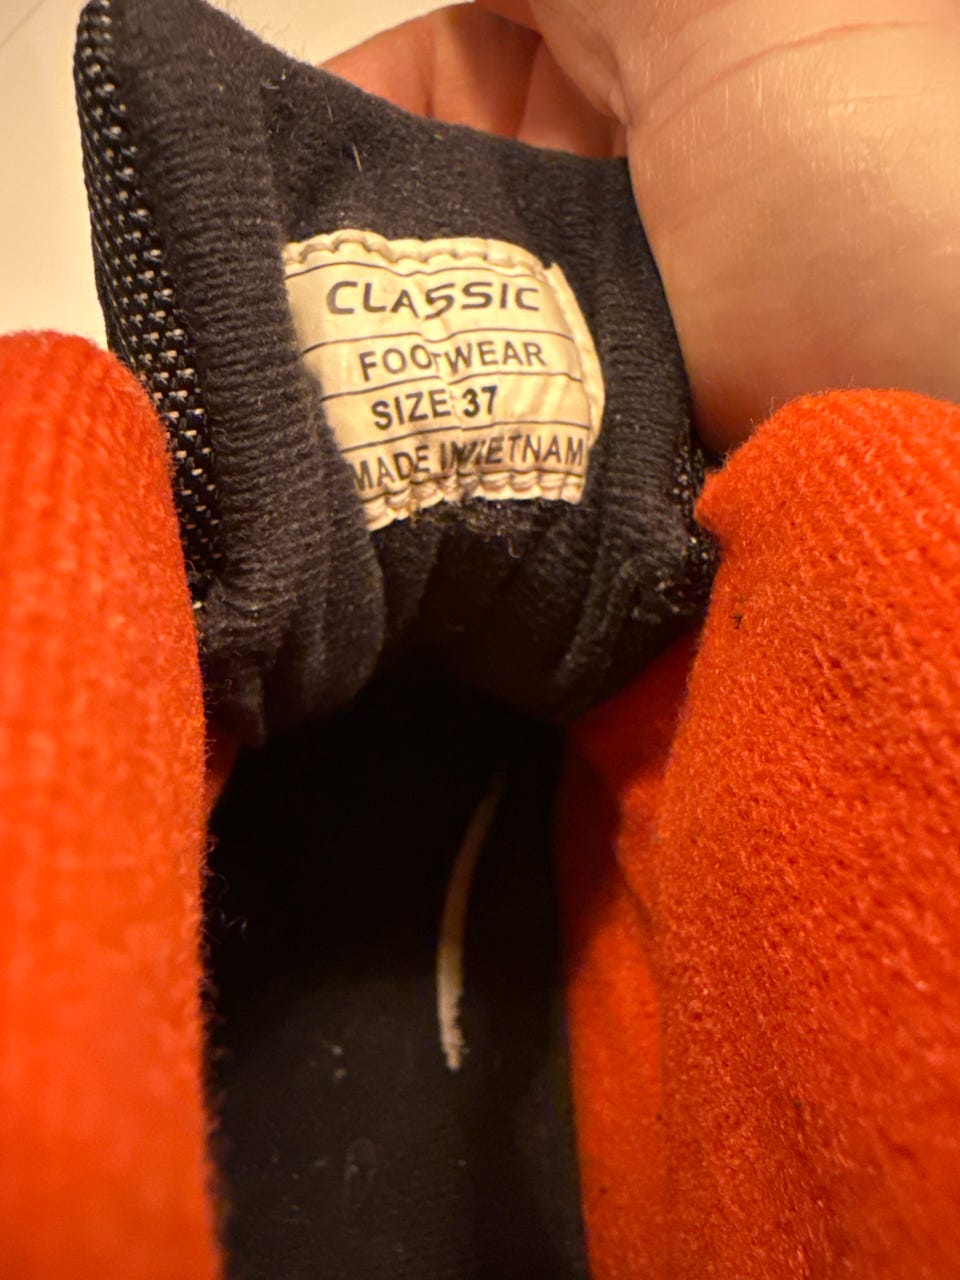 CLASSIC
FOOTWEAR
SIZE: 37
MADE IN VIETNAM